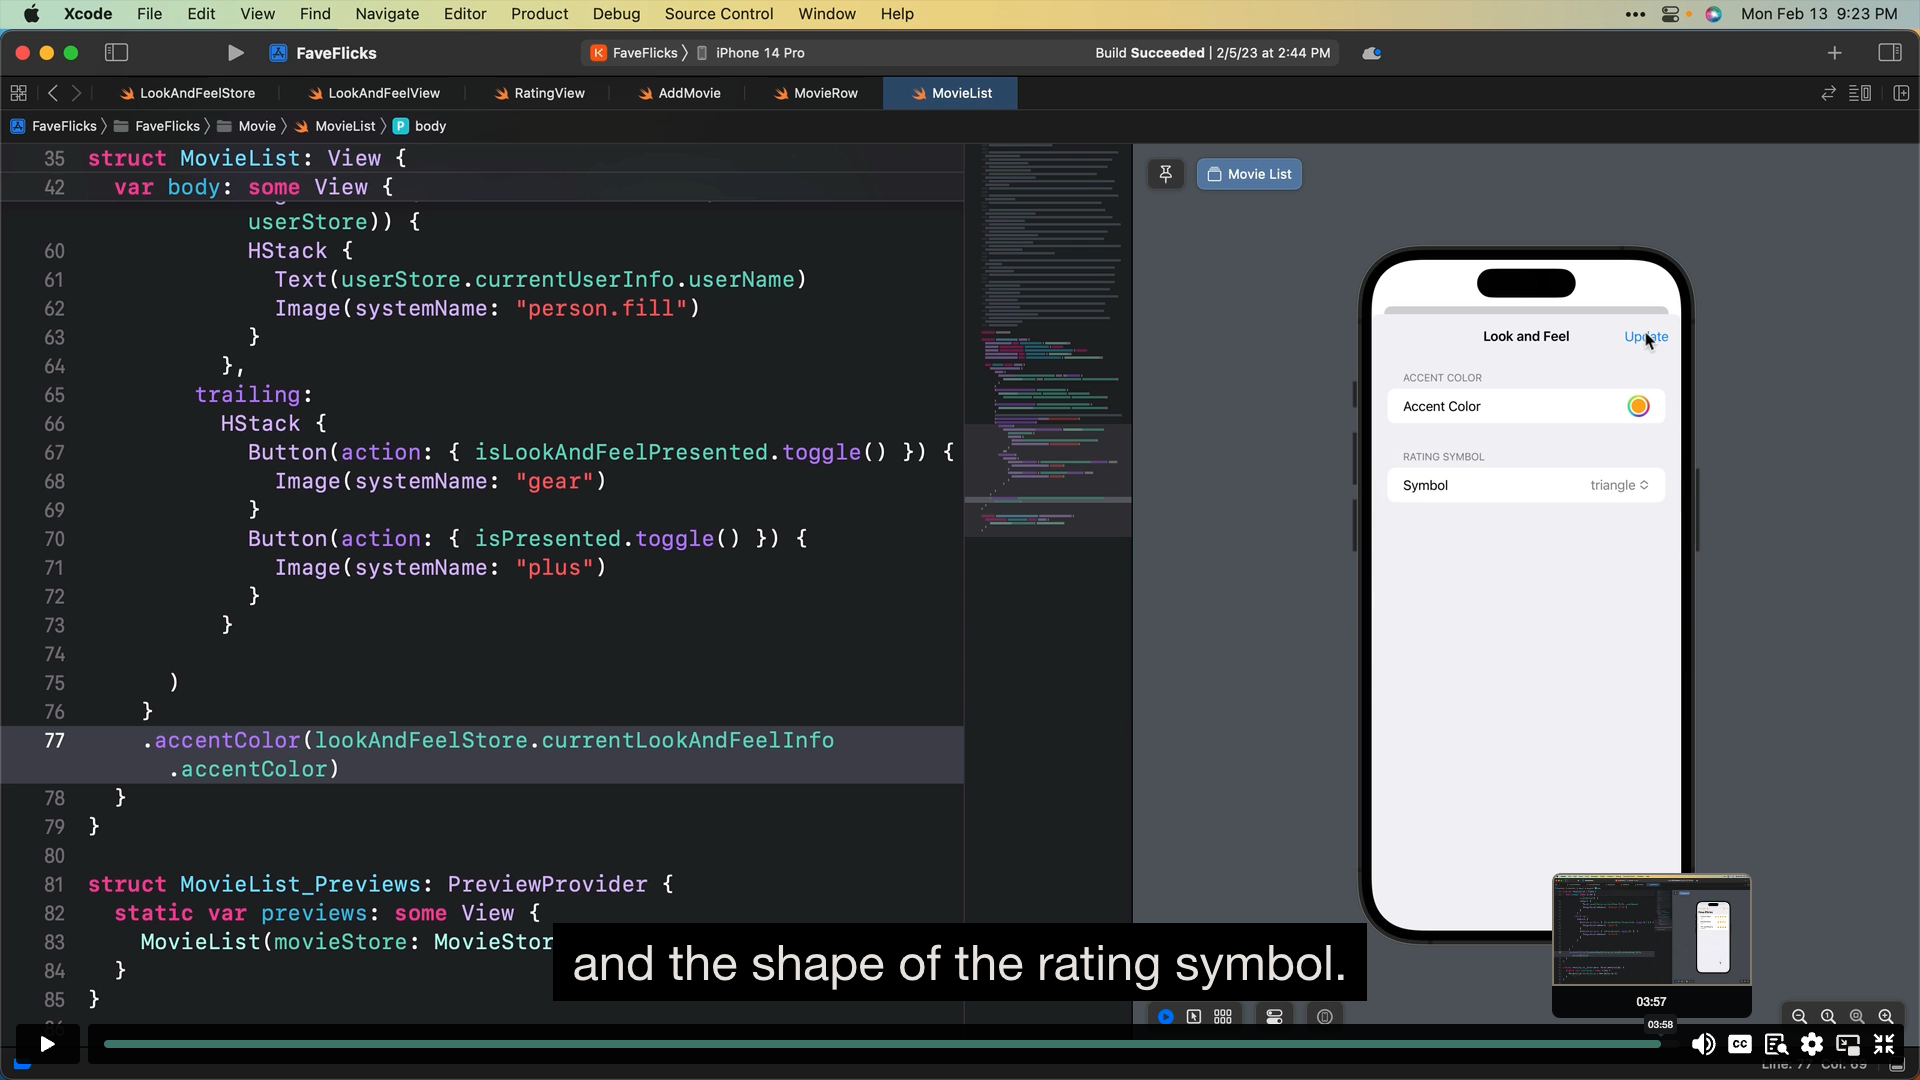 Xcode File Edit View Find Navigate Editor Product Debug Source Control Window Help Mon Feb 13 9:23 PM
FaveFlicks FaveFlicks iPhone 14 Pro Build Succeeded | 2/5/23 at 2:44 PM
LookAndFeelStore LookAndFeelView RatingView AddMovie MovieRow MovieList
FaveFlicks FaveFlicks Movie MovieList P body
35 struct MovieList: View {
42 var body: some View {
userStore)) {
60 HStack {
61 Text(userStore.currentUserInfo.userName)
62 Image(systemName: "person.fill")
63 }
64 },
65 trailing:
66 HStack {
67 Button(action: { isLookAndFeelPresented.toggle() }) {
68 Image(systemName: "gear")
69 }
70 Button(action: { isPresented.toggle() }) {
71 Image(systemName: "plus")
72 }
73 }
74
75 )
76 }
77 .accentColor(lookAndFeelStore.currentLookAndFeelInfo
.accentColor)
78 }
79 }
80
81 struct MovieList_Previews: PreviewProvider {
82 static var previews: some View {
83 MovieList(movieStore: MovieStor
84 }
85 }
Movie List
Look and Feel Update
ACCENT COLOR
Accent Color
RATING SYMBOL
Symbol triangle
and the shape of the rating symbol.
03:57
03:58
CC